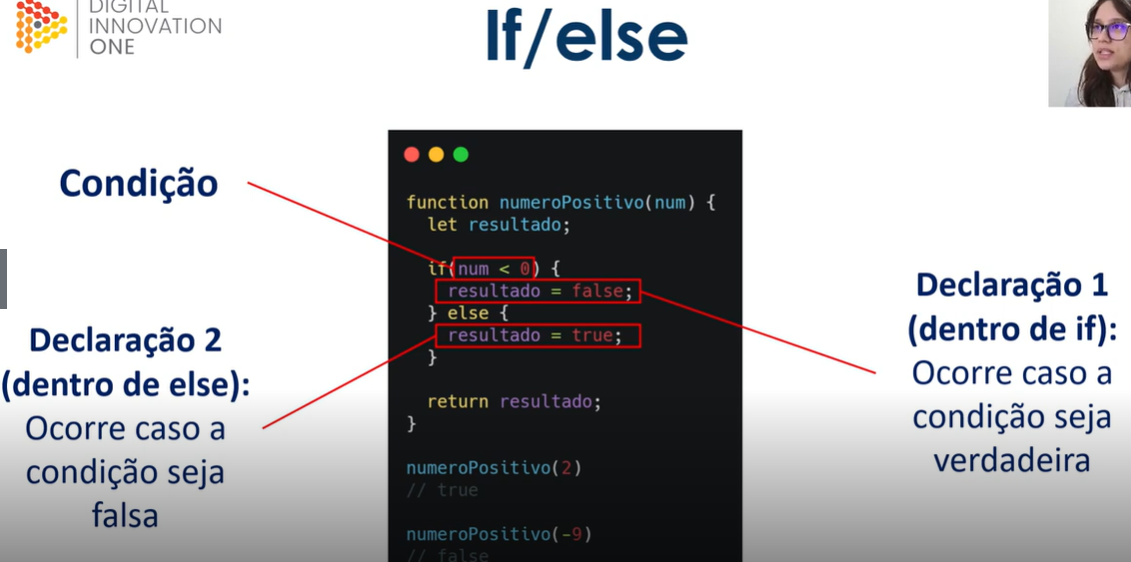 DIGITAL
INNOVATION
ONE
If/else
Condição
function numeroPositivo(num) {
let resultado;
if(num < 0) {
resultado = false;
} else {
resultado = true;
}
return resultado;
}
numeroPositivo(2)
// true
numeroPositivo(-9)
// false
Declaração 2
(dentro de else):
Ocorre caso a
condição seja
falsa
Declaração 1
(dentro de if):
Ocorre caso a
condição seja
verdadeira